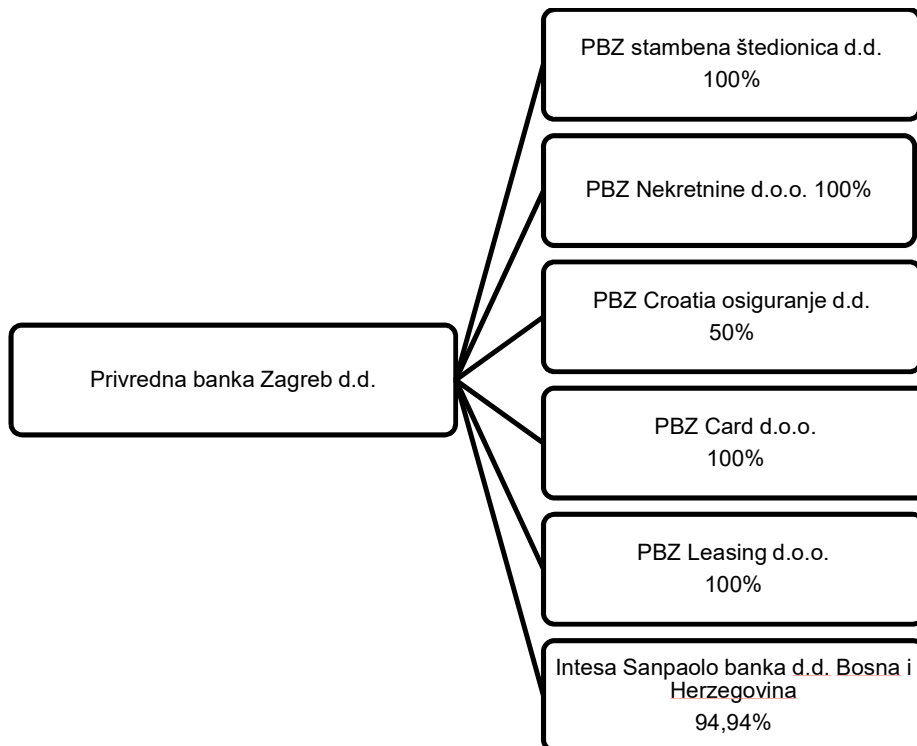 PBZ stambena štedionica d.d.
100%
PBZ Nekretnine d.o.o. 100%
PBZ Croatia osiguranje d.d.
50%
Privredna banka Zagreb d.d.
PBZ Card d.o.o.
100%
PBZ Leasing d.o.o.
100%
Intesa Sanpaolo banka d.d. Bosna i
Herzegovina
94,94%